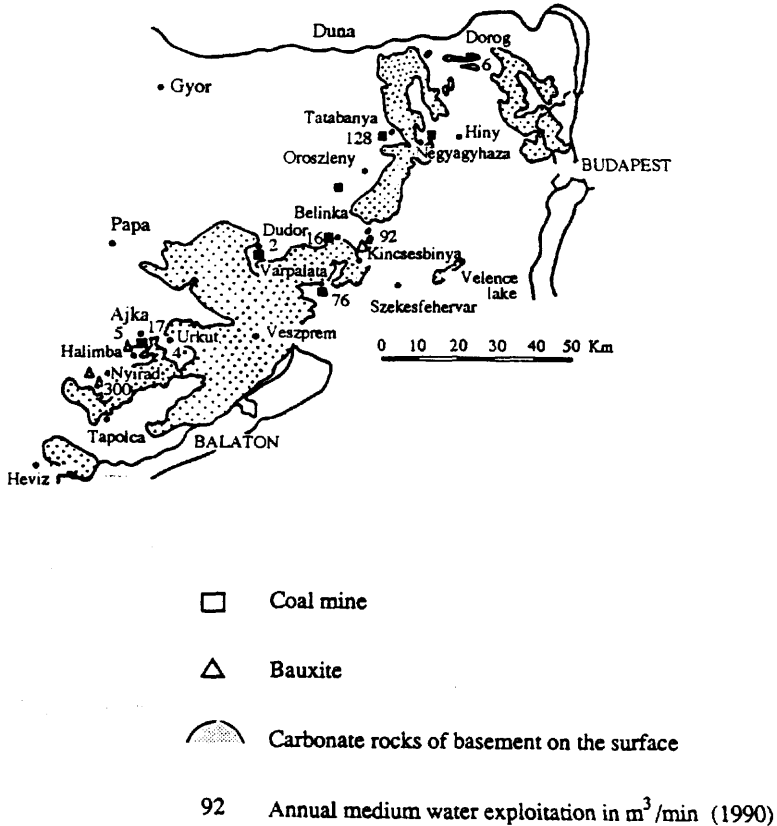 Duna
Dorog
6
Gyor
Tatabanya
128
Hiny
Jegyagyhaza
Oroszleny
BUDAPEST
Belinka
Papa
Dudor
16
92
2
Kincsesbinya
Varpalata
Velence
lake
76
Szekesfehervar
Ajka
5
17
Urkut
Veszprem
4
Halimba
0 10 20 30 40 50 Km
Nyirad
300
Tapolca
BALATON
Heviz
Coal mine
Bauxite
Carbonate rocks of basement on the surface
92 Annual medium water exploitation in m³/min (1990)